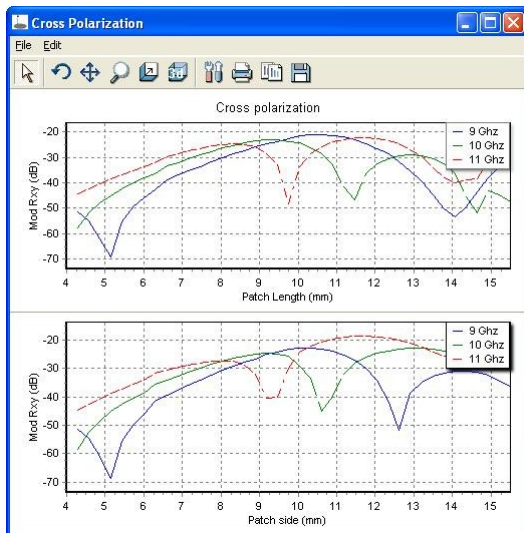 Cross Polarization
File Edit
3d
Cross polarization
-20
-30
-40
-50
-60
-70
Mod Rxy (dB)
9 Ghz
10 Ghz
11 Ghz
4 5 6 7 8 9 10 11 12 13 14 15
Patch Length (mm)
-20
-30
-40
-50
-60
-70
Mod Rxy (dB)
9 Ghz
10 Ghz
11 Ghz
4 5 6 7 8 9 10 11 12 13 14 15
Patch side (mm)